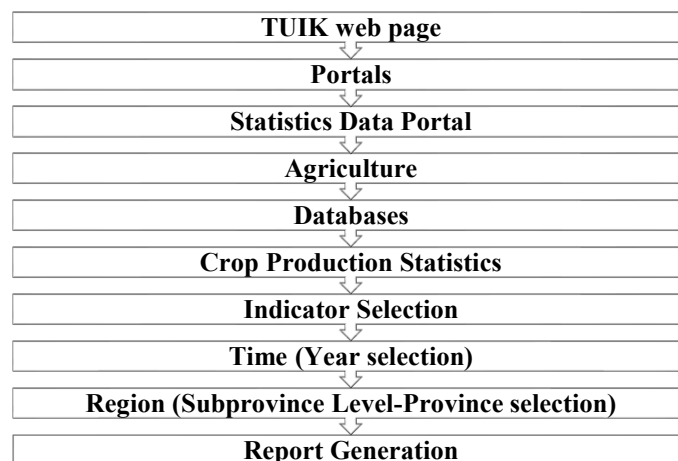 TUIK web page
Portals
Statistics Data Portal
Agriculture
Databases
Crop Production Statistics
Indicator Selection
Time (Year selection)
Region (Subprovince Level-Province selection)
Report Generation